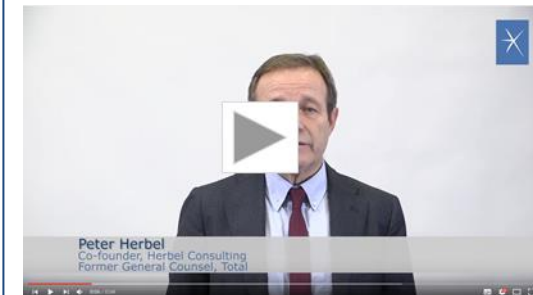 Peter Herbel
Co-founder, Herbel Consulting
Former General Counsel, Total